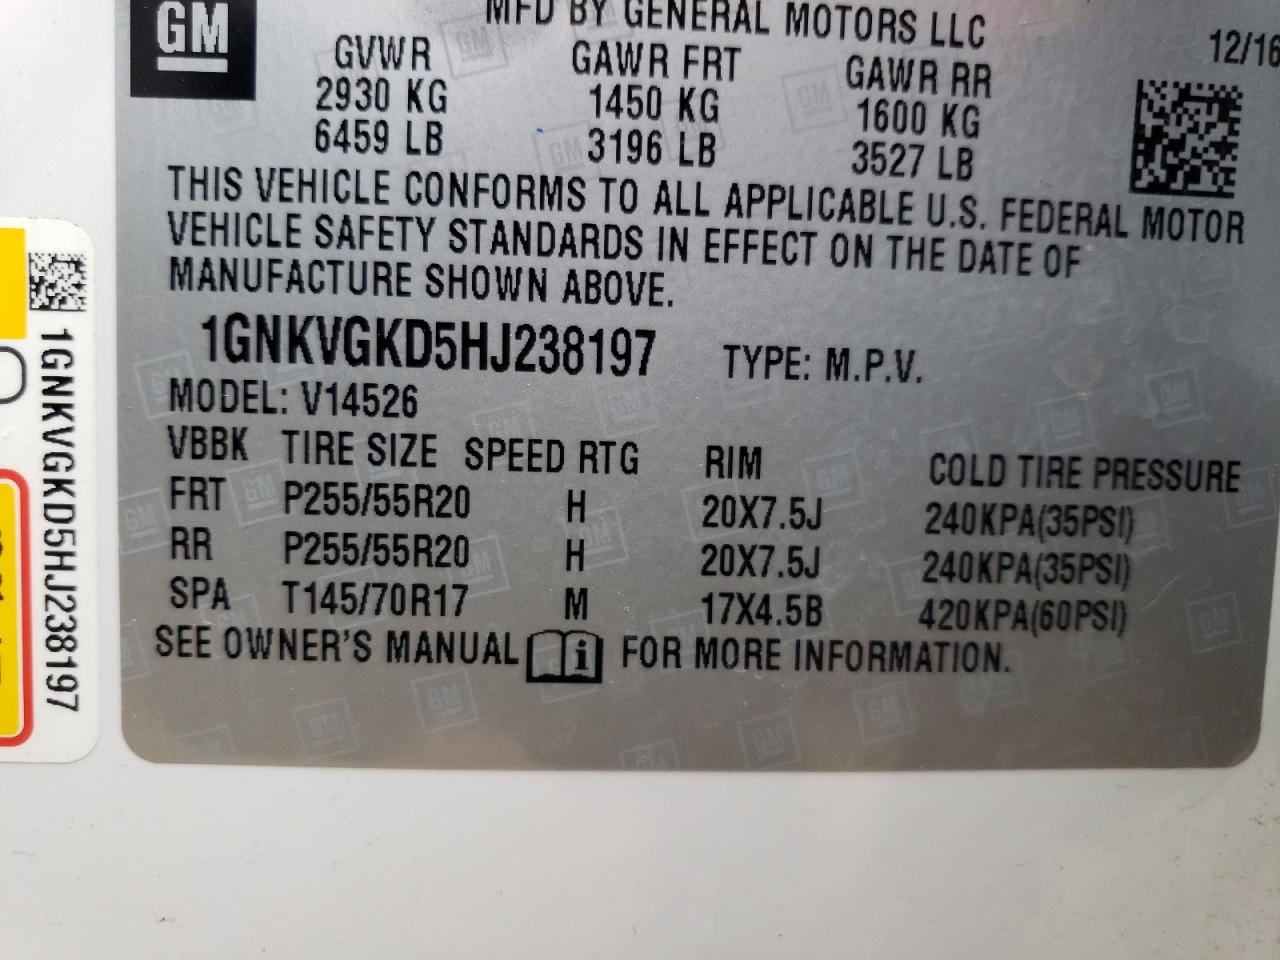 GM
MFD BY GENERAL MOTORS LLC
12/16
GVWR GAWR FRT GAWR RR
2930 KG 1450 KG 1600 KG
6459 LB 3196 LB 3527 LB
THIS VEHICLE CONFORMS TO ALL APPLICABLE U.S. FEDERAL MOTOR
VEHICLE SAFETY STANDARDS IN EFFECT ON THE DATE OF
MANUFACTURE SHOWN ABOVE.
1GNKVGKD5HJ238197 TYPE: M.P.V.
MODEL: V14526
VBBK TIRE SIZE SPEED RTG RIM COLD TIRE PRESSURE
FRT P255/55R20 H 20X7.5J 240KPA(35PSI)
RR P255/55R20 H 20X7.5J 240KPA(35PSI)
SPA T145/70R17 M 17X4.5B 420KPA(60PSI)
SEE OWNER'S MANUAL i FOR MORE INFORMATION.
1GNKVGKD5HJ238197